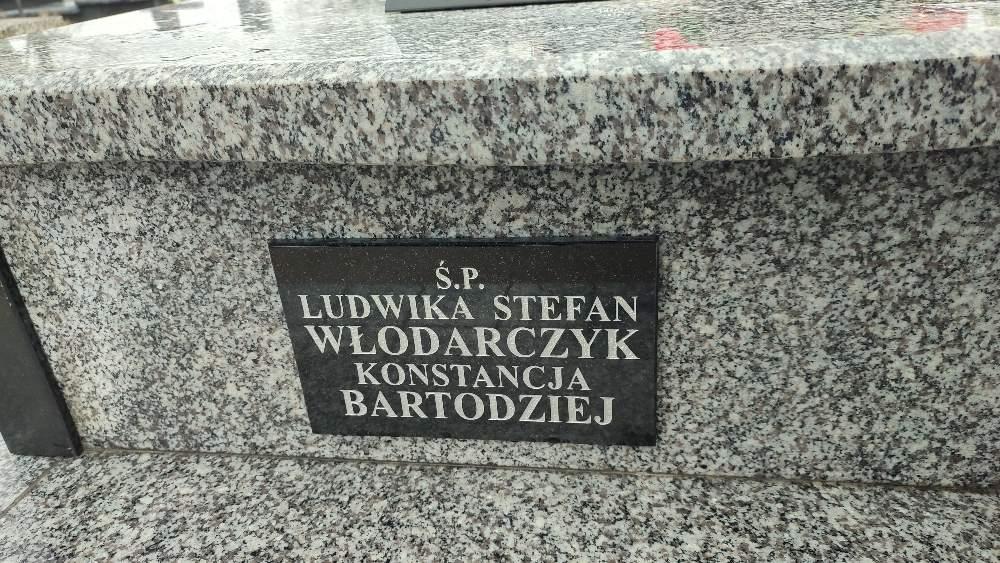 Ś.P.
LUDWIKA STEFAN
WŁODARCZYK
KONSTANCJA
BARTODZIEJ